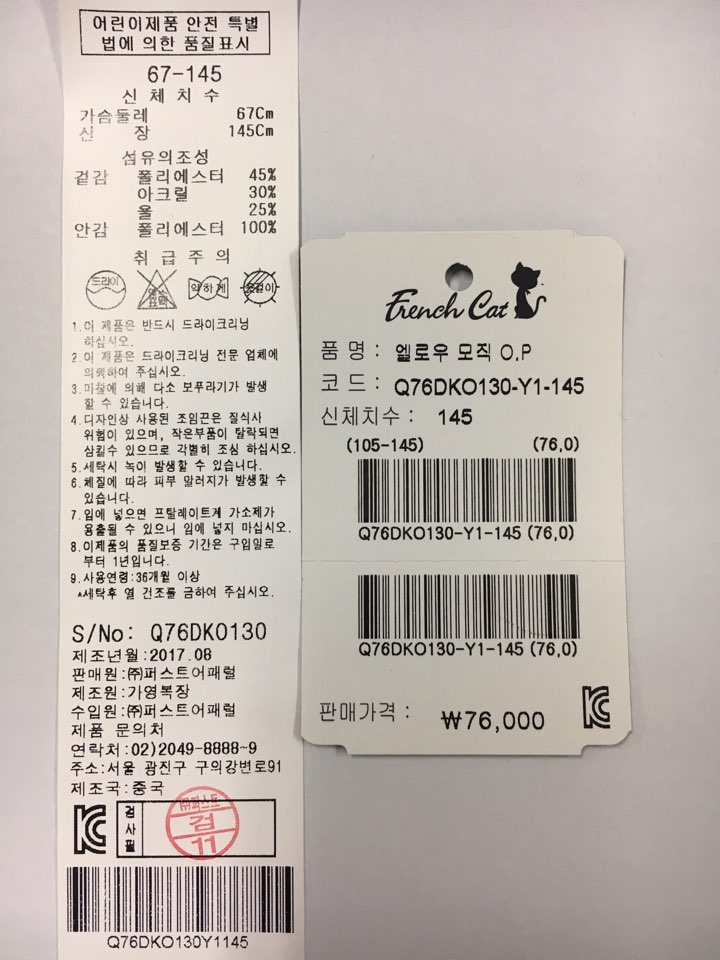 어린이제품 안전 특별
법에 의한 품질표시
67-145
신 체 치 수
가슴둘레 67Cm
신 장 145Cm
섬유의조성
겉감 폴리에스터 45%
아크릴 30%
울 25%
안감 폴리에스터 100%
취 급 주 의
드라이 약하게 옷걸이
1.이 제품은 반드시 드라이크리닝
하십시오.
2.이 제품은 드라이크리닝 전문 업체에
의뢰하여 주십시오.
3.마찰에 의해 다소 보푸라기가 발생
할 수 있습니다.
4.디자인상 사용된 조임끈은 질식사
위험이 있으며, 작은부품이 탈락되면
삼킬수 있으므로 각별히 조심 하십시오.
5.세탁시 녹이 발생할 수 있습니다.
6.체질에 따라 피부 알러지가 발생할 수
있습니다.
7.입에 넣으면 프탈레이트계 가소제가
용출될 수 있으니 입에 넣지 마십시오.
8.이제품의 품질보증 기간은 구입일로
부터 1년입니다.
9.사용연령:36개월 이상
*세탁후 열 건조를 금하여 주십시오.
S/No: Q76DKO130
제조년월:2017.08
판매원:㈜퍼스트어패럴
제조원:가영복장
수입원:㈜퍼스트어패럴
제품 문의처
연락처:02)2049-8888~9
주소:서울 광진구 구의강변로91
제조국:중국
KC 검사필 ㈜퍼스트 검 11
Q76DKO130Y1145
French Cat
품 명 : 엘로우 모직 O.P
코 드 : Q76DKO130-Y1-145
신체치수 : 145
(105-145) (76,0)
Q76DKO130-Y1-145 (76,0)
Q76DKO130-Y1-145 (76,0)
판매가격 : ₩76,000 KC